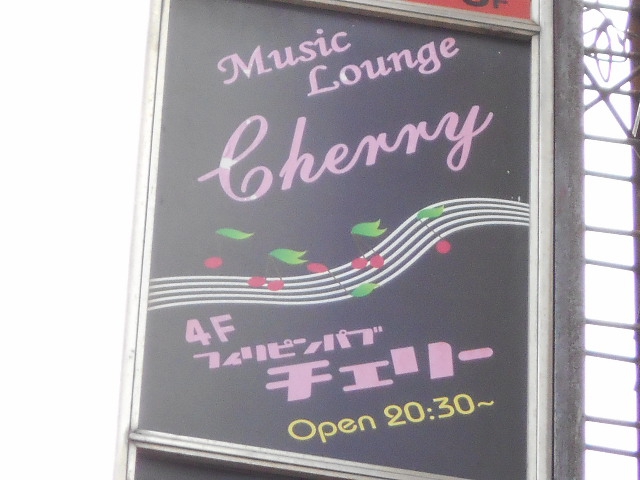 Music
Lounge
Cherry
4F
フィリピンパブ
チェリー
Open 20:30~